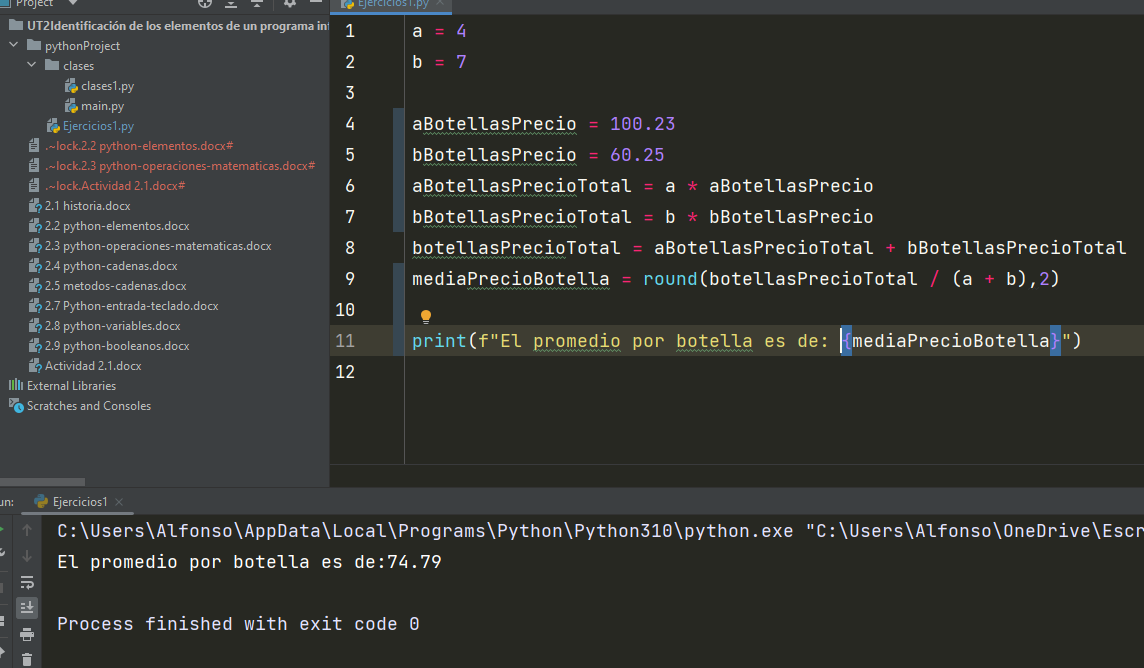 Project
Ejercicios1.py
UT2Identificación de los elementos de un programa
pythonProject
clases
clases1.py
main.py
Ejercicios1.py
.~lock.2.2 python-elementos.docx#
.~lock.2.3 python-operaciones-matematicas.docx#
.~lock.Actividad 2.1.docx#
2.1 historia.docx
2.2 python-elementos.docx
2.3 python-operaciones-matematicas.docx
2.4 python-cadenas.docx
2.5 metodos-cadenas.docx
2.7 Python-entrada-teclado.docx
2.8 python-variables.docx
2.9 python-booleanos.docx
Actividad 2.1.docx
External Libraries
Scratches and Consoles
1 a = 4
2 b = 7
3
4 aBotellasPrecio = 100.23
5 bBotellasPrecio = 60.25
6 aBotellasPrecioTotal = a * aBotellasPrecio
7 bBotellasPrecioTotal = b * bBotellasPrecio
8 botellasPrecioTotal = aBotellasPrecioTotal + bBotellasPrecioTotal
9 mediaPrecioBotella = round(botellasPrecioTotal / (a + b),2)
10
11 print(f"El promedio por botella es de: {mediaPrecioBotella}")
12
un: Ejercicios1
C:\Users\Alfonso\AppData\Local\Programs\Python\Python310\python.exe "C:\Users\Alfonso\OneDrive\Escr
El promedio por botella es de:74.79
Process finished with exit code 0